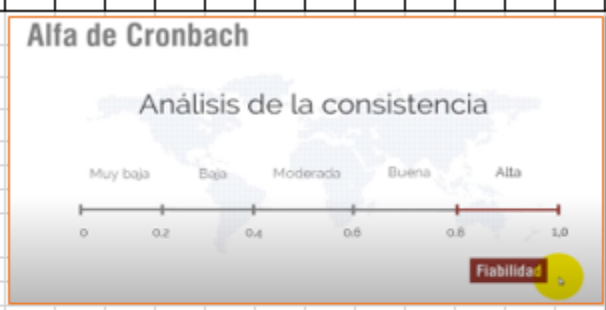 Alfa de Cronbach
Análisis de la consistencia
Muy baja Baja Moderada Buena Alta
0 0.2 0.4 0.6 0.8 1,0
Fiabilidad